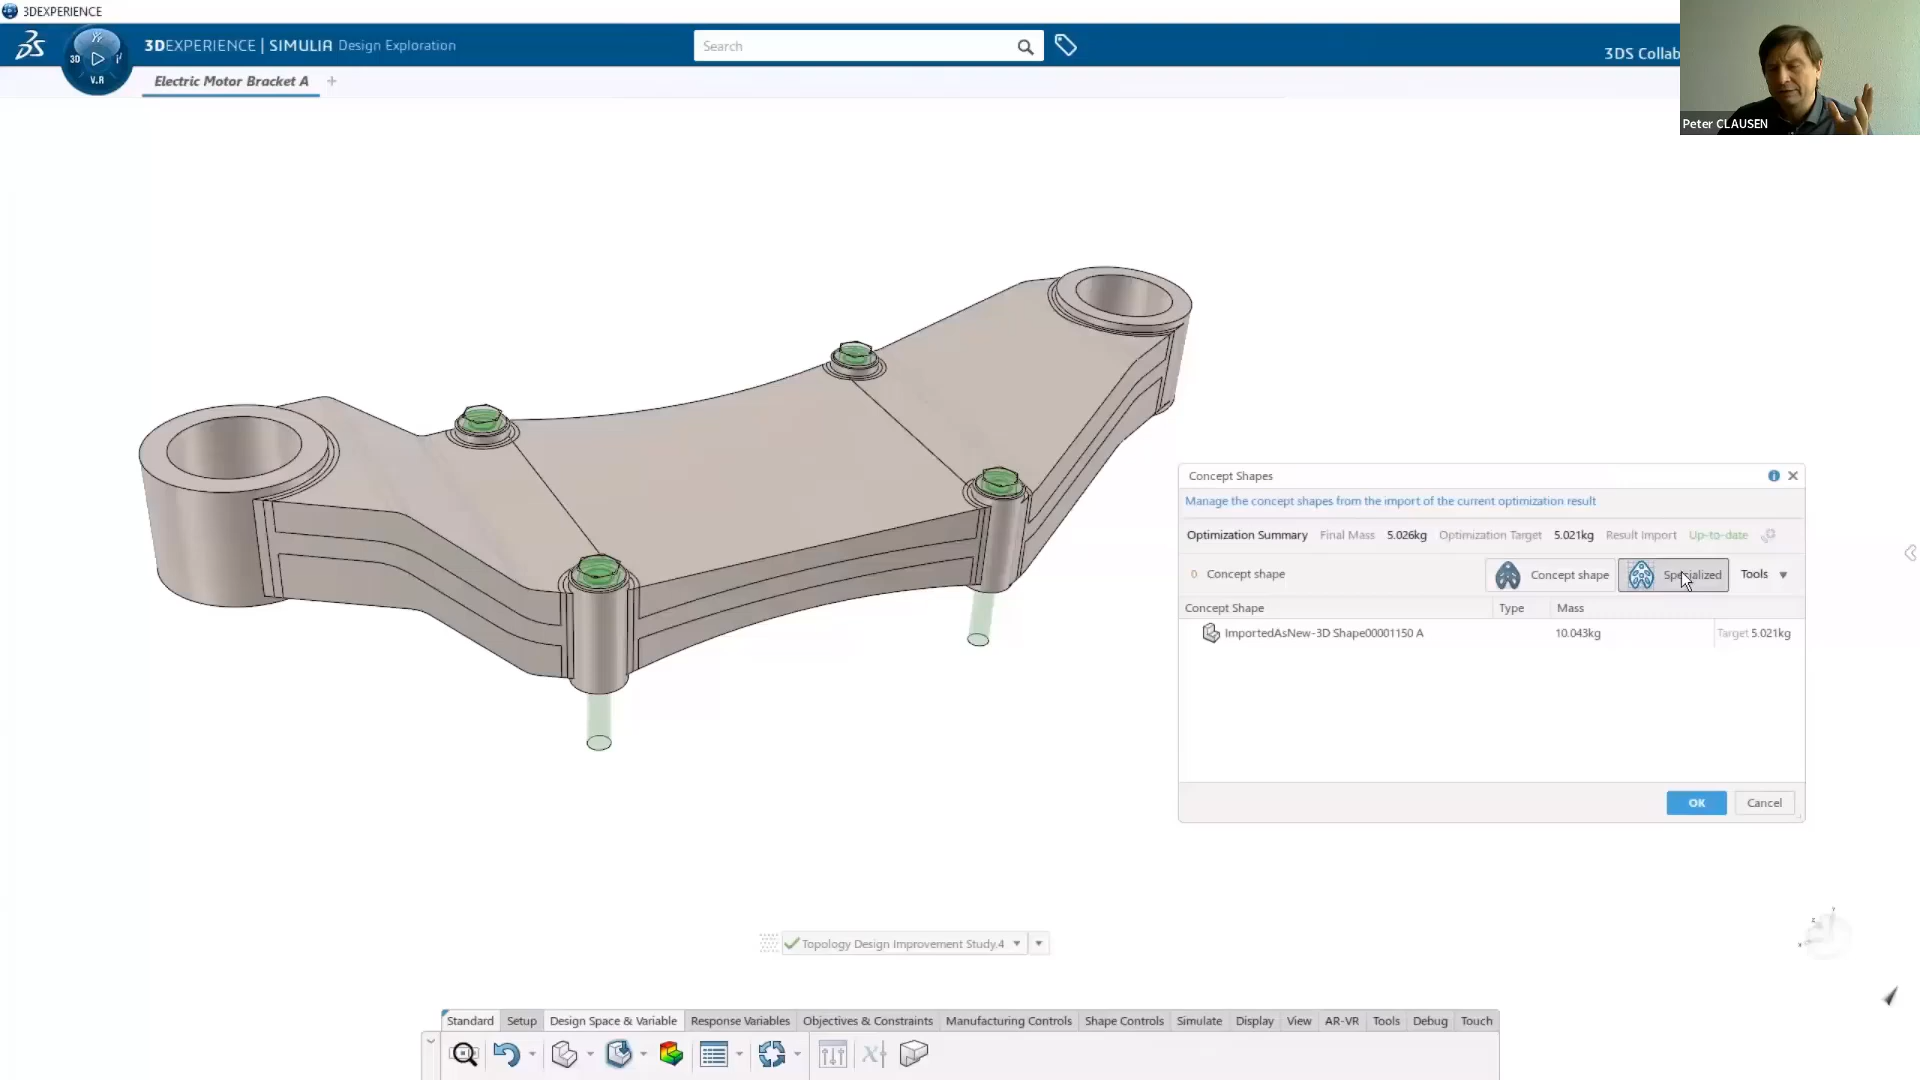 3DEXPERIENCE
3DEXPERIENCE | SIMULIA Design Exploration
Search
3DS Collab
3D
V.R
Electric Motor Bracket A +
Peter CLAUSEN
Concept Shapes
Manage the concept shapes from the import of the current optimization result
Optimization Summary Final Mass 5.026kg Optimization Target 5.021kg Result Import Up-to-date
0 Concept shape Concept shape Specialized Tools
Concept Shape Type Mass
ImportedAsNew-3D Shape00001150 A 10.043kg Target 5.021kg
OK Cancel
Topology Design Improvement Study.4
Standard Setup Design Space & Variable Response Variables Objectives & Constraints Manufacturing Controls Shape Controls Simulate Display View AR-VR Tools Debug Touch